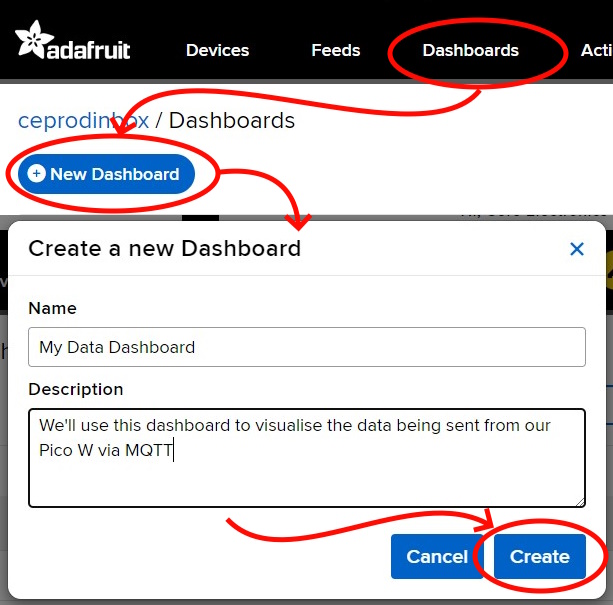 adafruit Devices Feeds Dashboards Acti
ceprodinbox / Dashboards
New Dashboard
Create a new Dashboard
Name
My Data Dashboard
Description
We'll use this dashboard to visualise the data being sent from our
Pico W via MQTT
Cancel Create